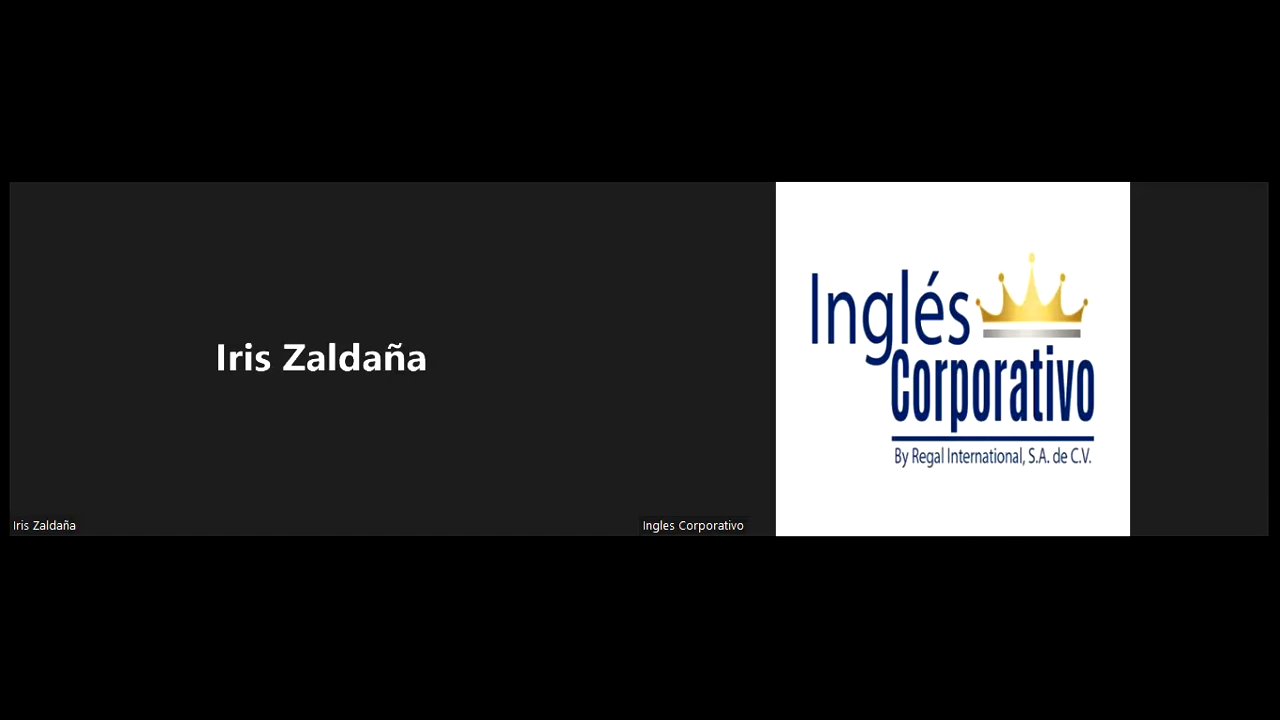 Iris Zaldaña
Iris Zaldaña
Ingles Corporativo
Inglés
Corporativo
By Regal International, S.A. de C.V.